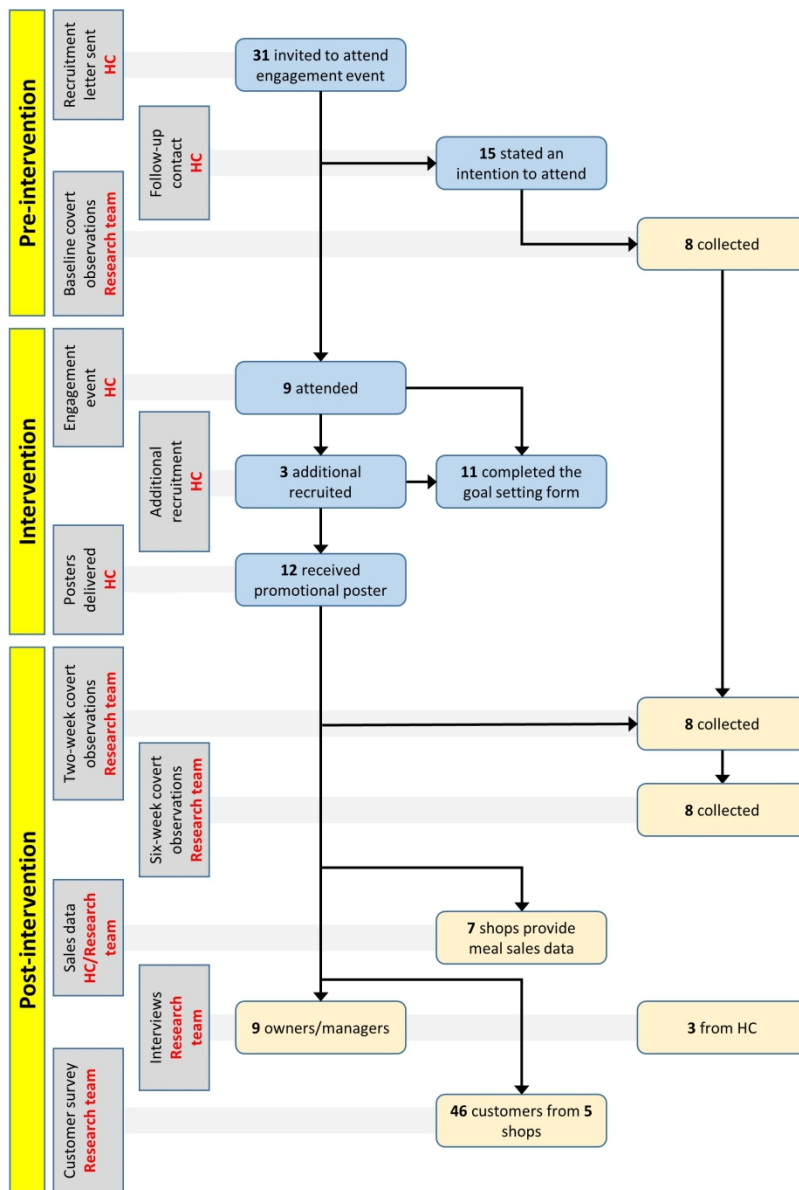 Pre-intervention
Recruitment
letter sent
HC
31 invited to attend
engagement event
Follow-up
contact
HC
15 stated an
intention to attend
Baseline covert
observations
Research team
8 collected
Intervention
Engagement
event
HC
9 attended
Additional
recruitment
HC
3 additional
recruited
11 completed the
goal setting form
Posters
delivered
HC
12 received
promotional poster
Post-intervention
Two-week covert
observations
Research team
8 collected
Six-week covert
observations
Research team
8 collected
Sales data
HC/Research
team
7 shops provide
meal sales data
Interviews
Research
team
9 owners/managers
3 from HC
Customer survey
Research team
46 customers from 5
shops